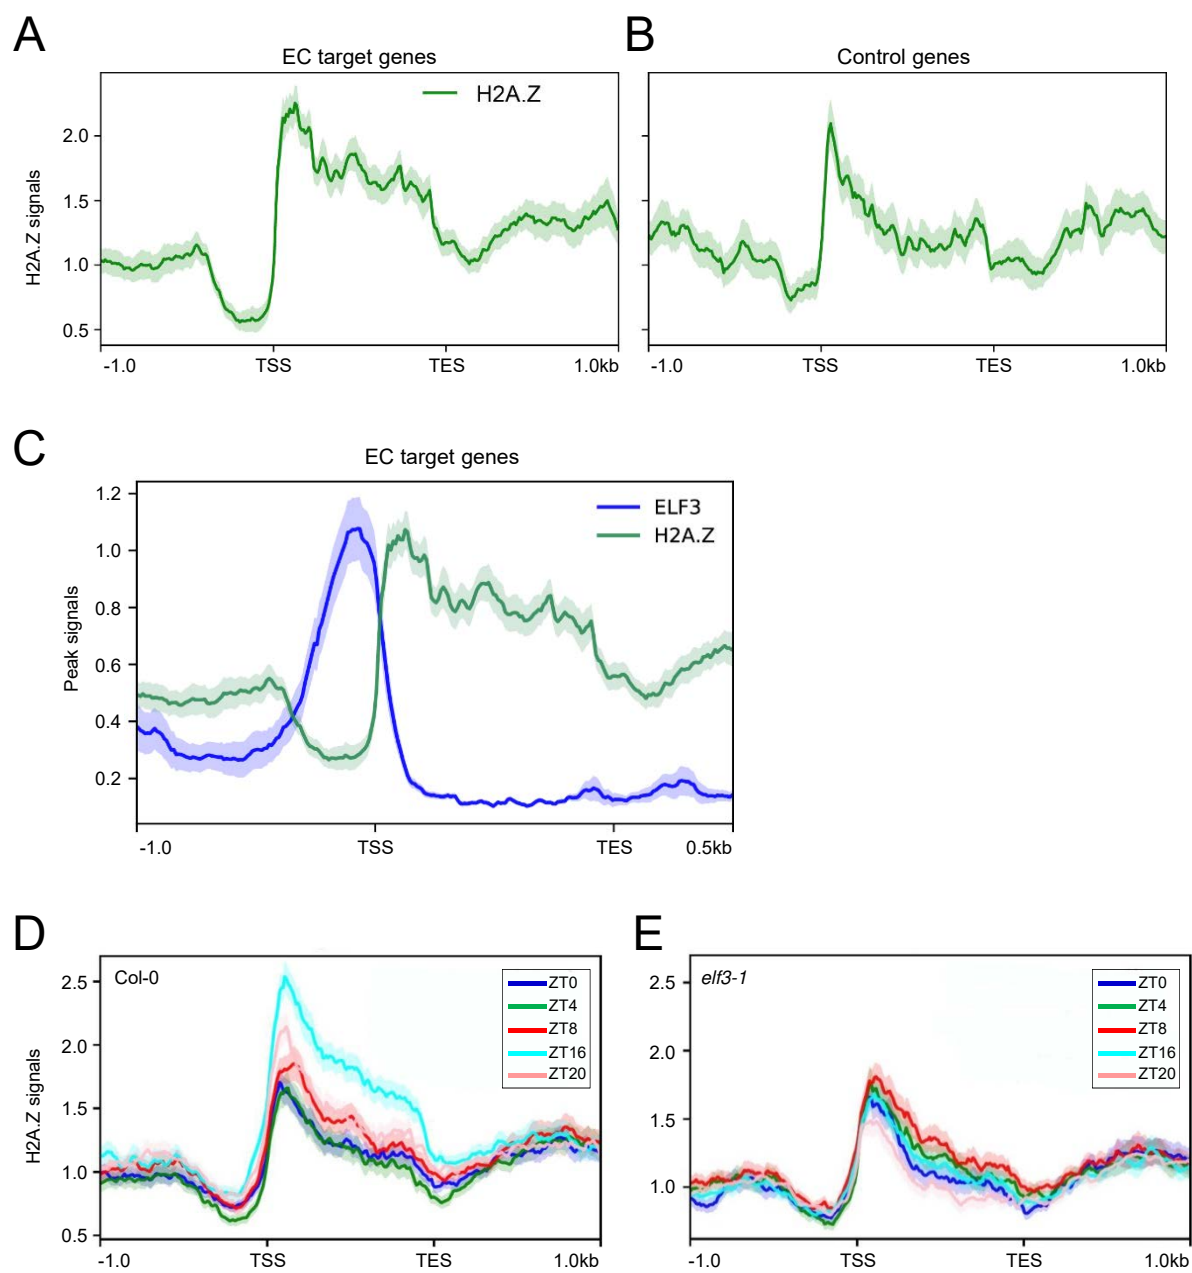 A
B
EC target genes
Control genes
H2A.Z
H2A.Z signals
2.0
1.5
1.0
0.5
-1.0
TSS
TES
1.0kb
-1.0
TSS
TES
1.0kb
C
EC target genes
ELF3
H2A.Z
Peak signals
1.2
1.0
0.8
0.6
0.4
0.2
-1.0
TSS
TES
0.5kb
D
E
Col-0
ZT0
ZT4
ZT8
ZT16
ZT20
H2A.Z signals
2.5
2.0
1.5
1.0
0.5
-1.0
TSS
TES
1.0kb
elf3-1
ZT0
ZT4
ZT8
ZT16
ZT20
2.5
2.0
1.5
1.0
-1.0
TSS
TES
1.0kb